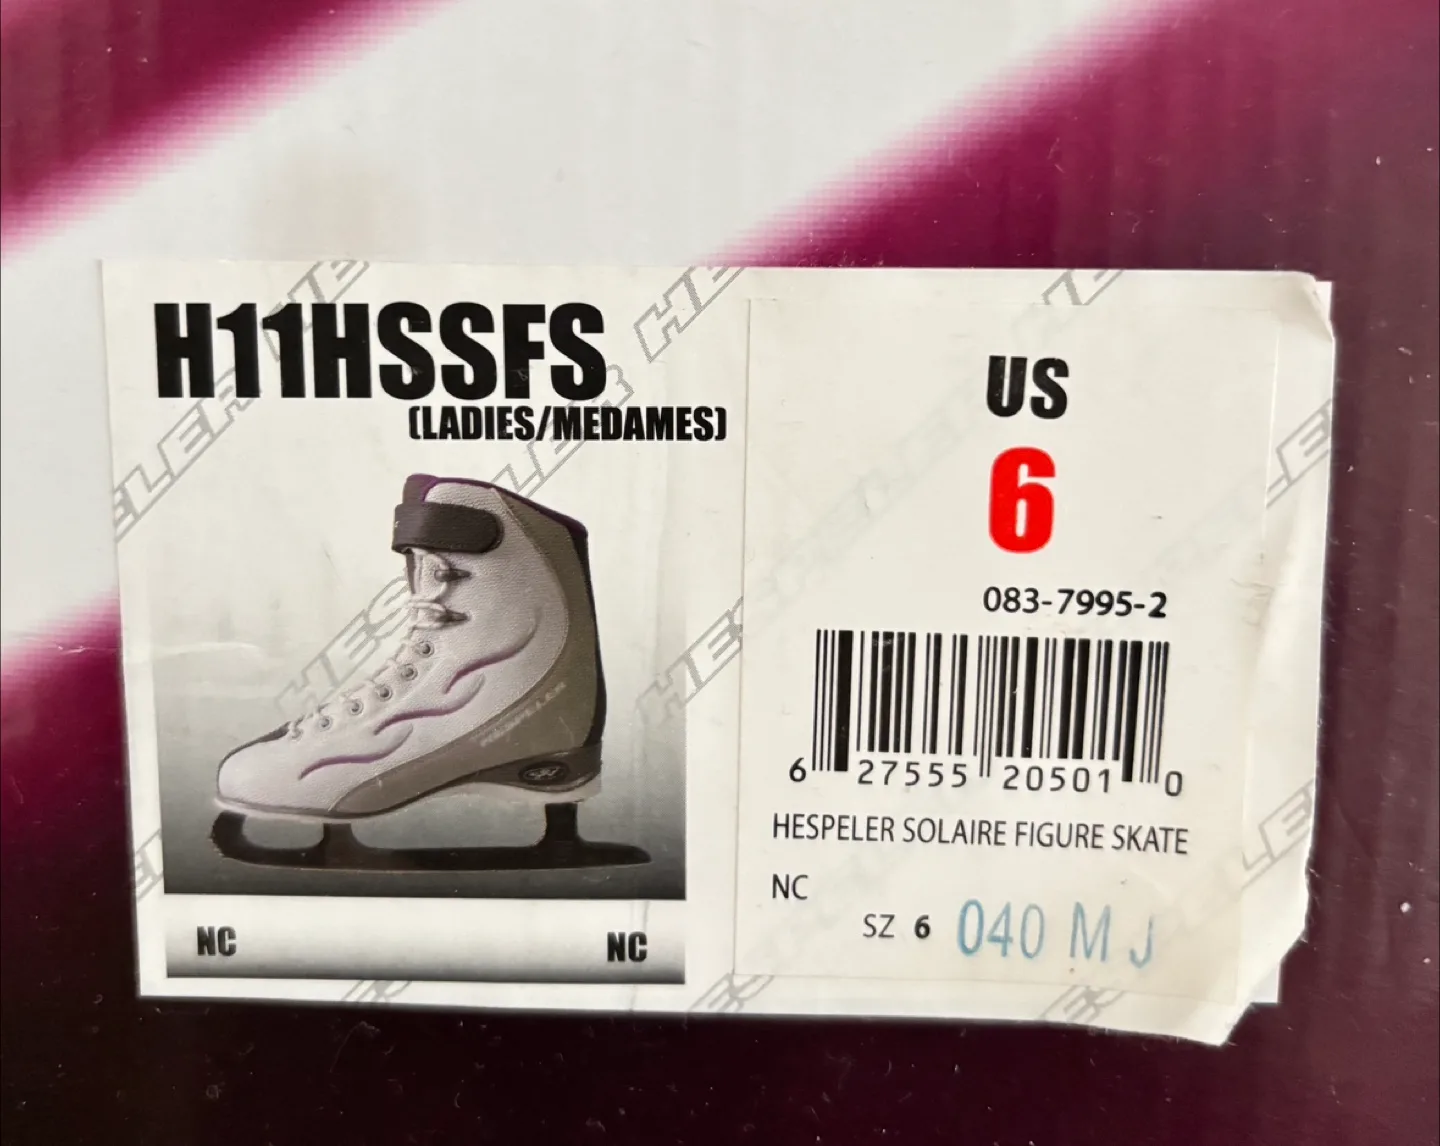 H11HSSFS
(LADIES/MEDAMES)
HESPELER
NC
NC
US
6
083-7995-2
6 27555 20501 0
HESPELER SOLAIRE FIGURE SKATE
NC
SZ 6 040 M J